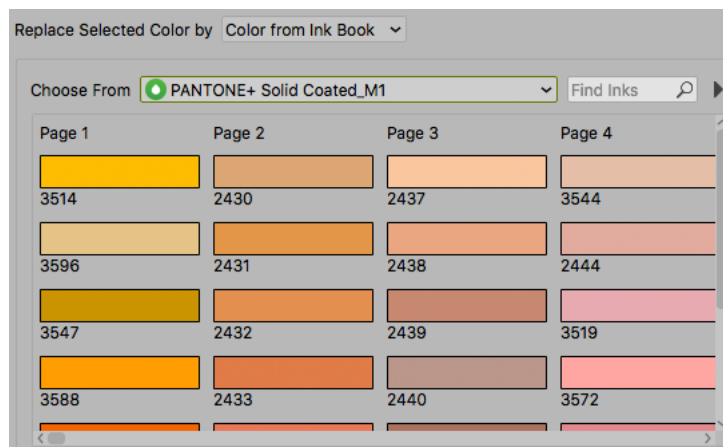 Replace Selected Color by Color from Ink Book
Choose From PANTONE+ Solid Coated_M1 Find Inks
Page 1 Page 2 Page 3 Page 4
3514 2430 2437 3544
3596 2431 2438 2444
3547 2432 2439 3519
3588 2433 2440 3572